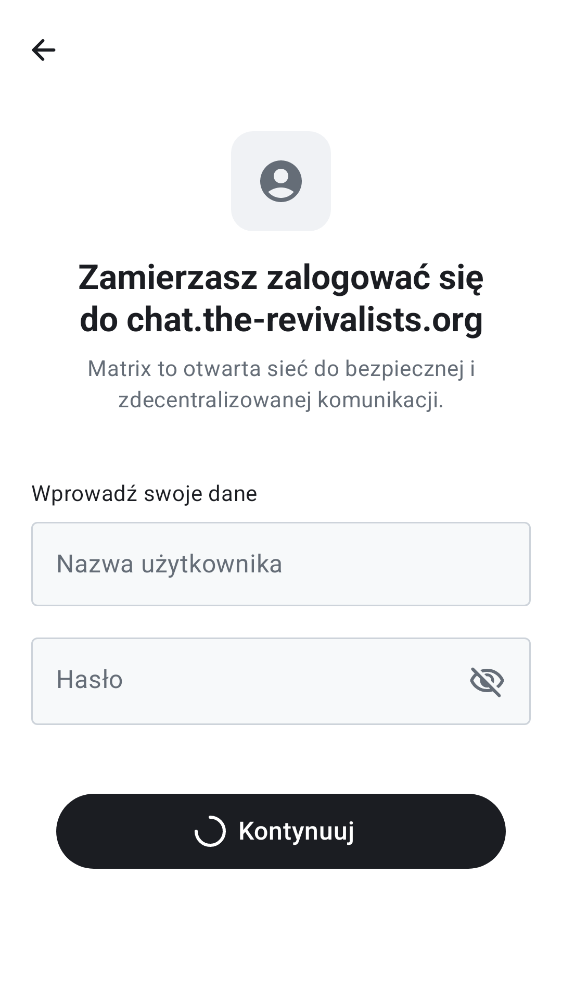 Zamierzasz zalogować się
do chat.the-revivalists.org
Matrix to otwarta sieć do bezpiecznej i
zdecentralizowanej komunikacji.
Wprowadź swoje dane
Nazwa użytkownika
Hasło
Kontynuuj